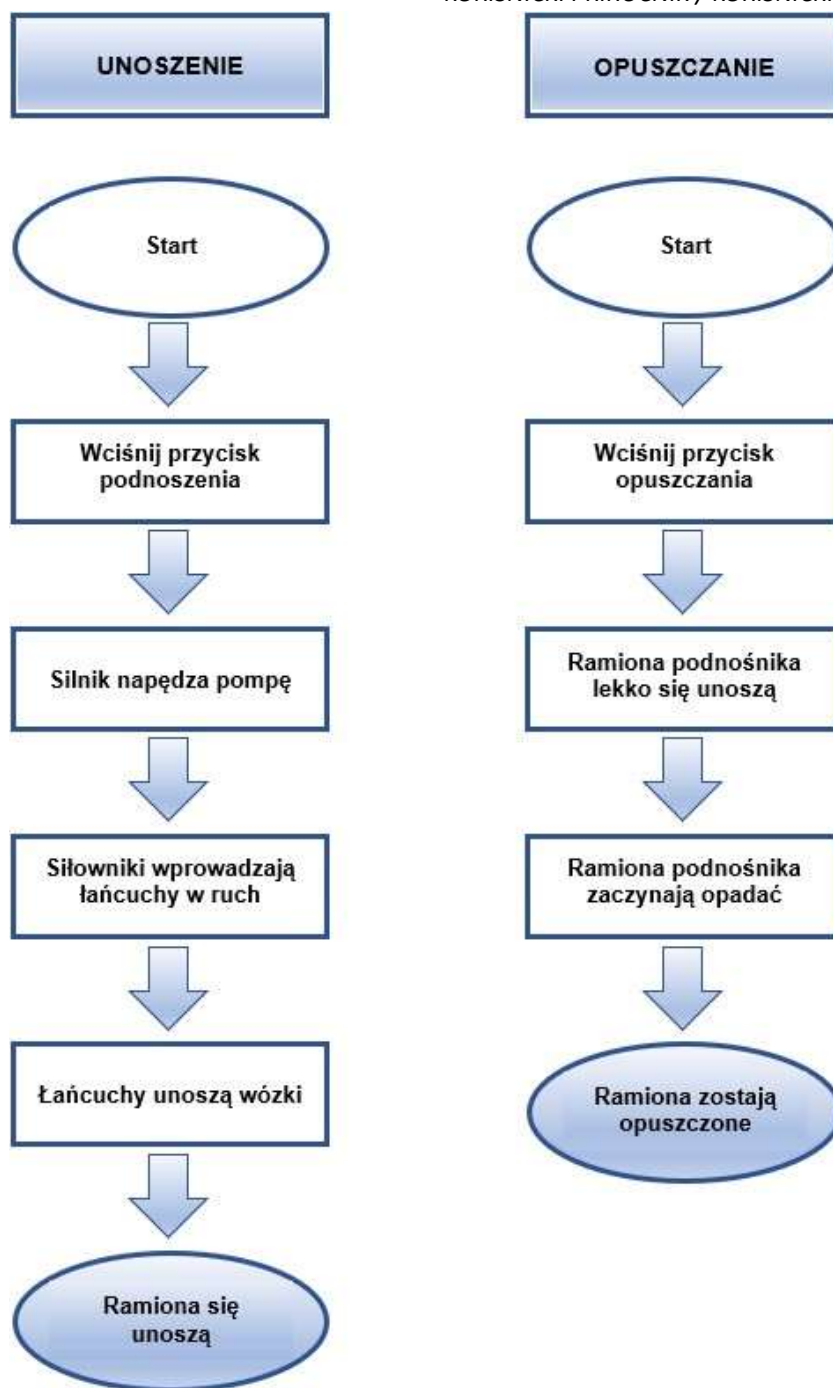 UNOSZENIE
Start
Wciśnij przycisk
podnoszenia
Silnik napędza pompę
Siłowniki wprowadzają
łańcuchy w ruch
Łańcuchy unoszą wózki
Ramiona się
unoszą
OPUSZCZANIE
Start
Wciśnij przycisk
opuszczania
Ramiona podnośnika
lekko się unoszą
Ramiona podnośnika
zaczynają opadać
Ramiona zostają
opuszczone